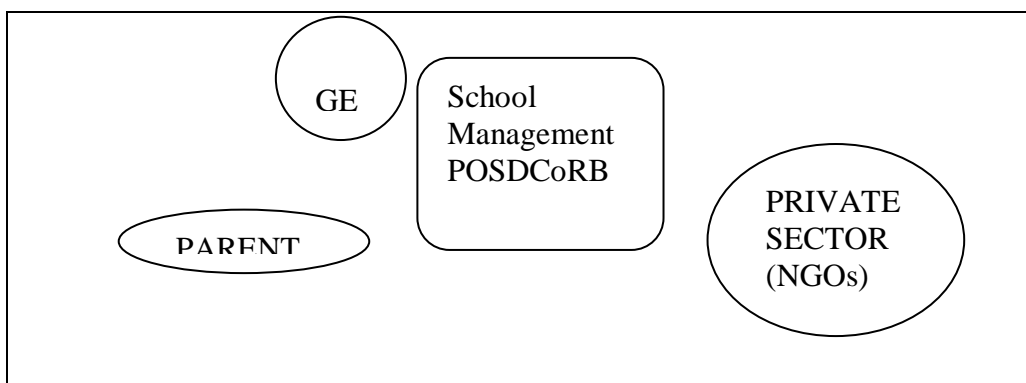 GE
School
Management
POSDCoRB
PARENT
PRIVATE
SECTOR
(NGOs)